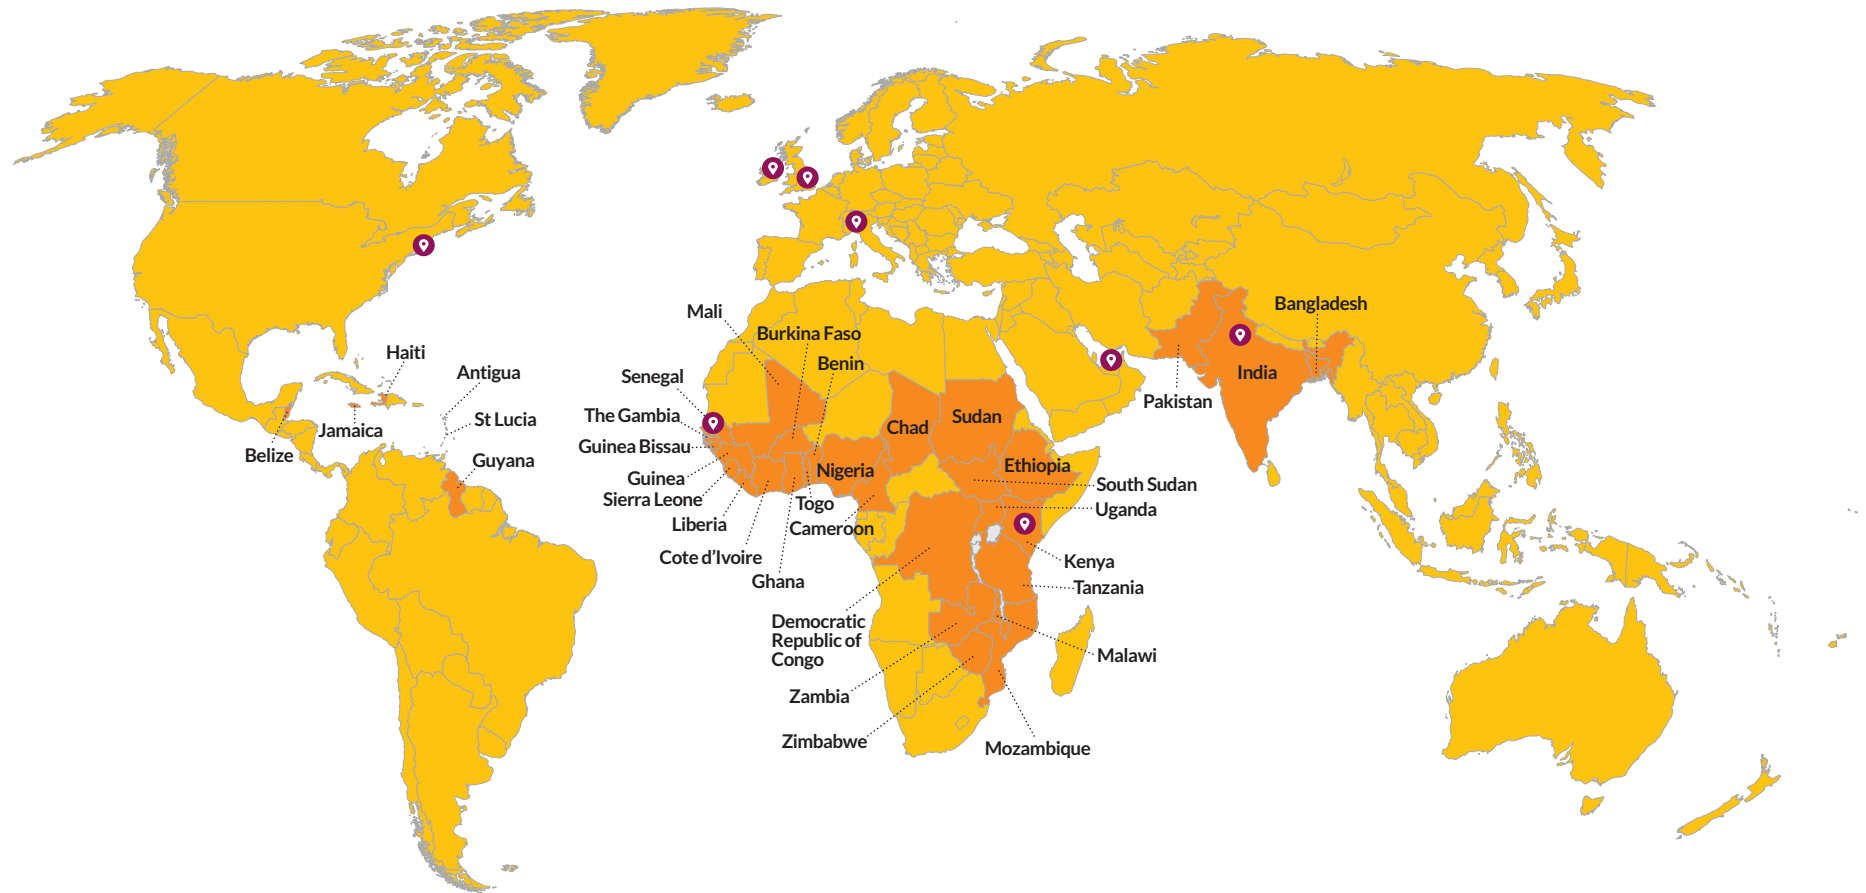 Mali
Burkina Faso
Benin
Senegal
The Gambia
Guinea Bissau
Guinea
Sierra Leone
Liberia
Cote d’Ivoire
Ghana
Togo
Cameroon
Nigeria
Chad
Sudan
Ethiopia
South Sudan
Uganda
Kenya
Tanzania
Malawi
Mozambique
Democratic
Republic of
Congo
Zambia
Zimbabwe
Haiti
Antigua
St Lucia
Jamaica
Belize
Guyana
Bangladesh
India
Pakistan